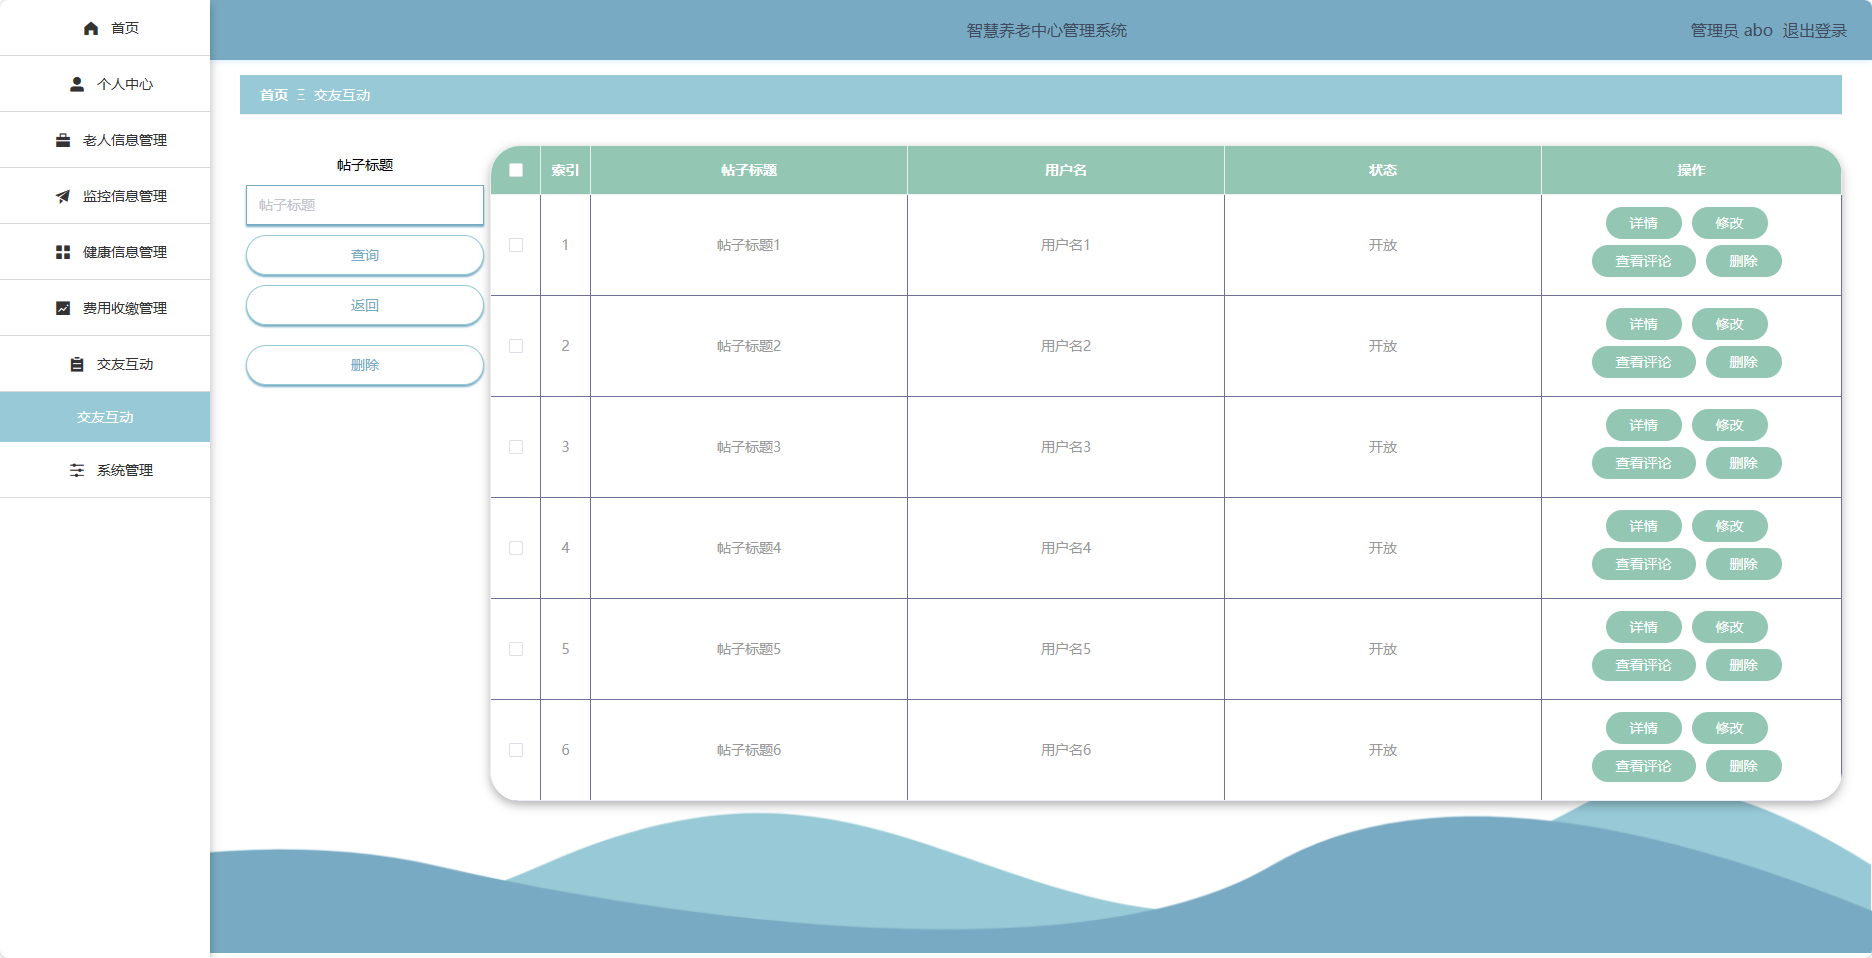 首页
个人中心
老人信息管理
监控信息管理
健康信息管理
费用收缴管理
交友互动
交友互动
系统管理
智慧养老中心管理系统
管理员 abo 退出登录
首页 Ξ 交友互动
帖子标题
帖子标题
查询
返回
删除
索引 帖子标题 用户名 状态 操作
1 帖子标题1 用户名1 开放 详情 修改
查看评论 删除
2 帖子标题2 用户名2 开放 详情 修改
查看评论 删除
3 帖子标题3 用户名3 开放 详情 修改
查看评论 删除
4 帖子标题4 用户名4 开放 详情 修改
查看评论 删除
5 帖子标题5 用户名5 开放 详情 修改
查看评论 删除
6 帖子标题6 用户名6 开放 详情 修改
查看评论 删除